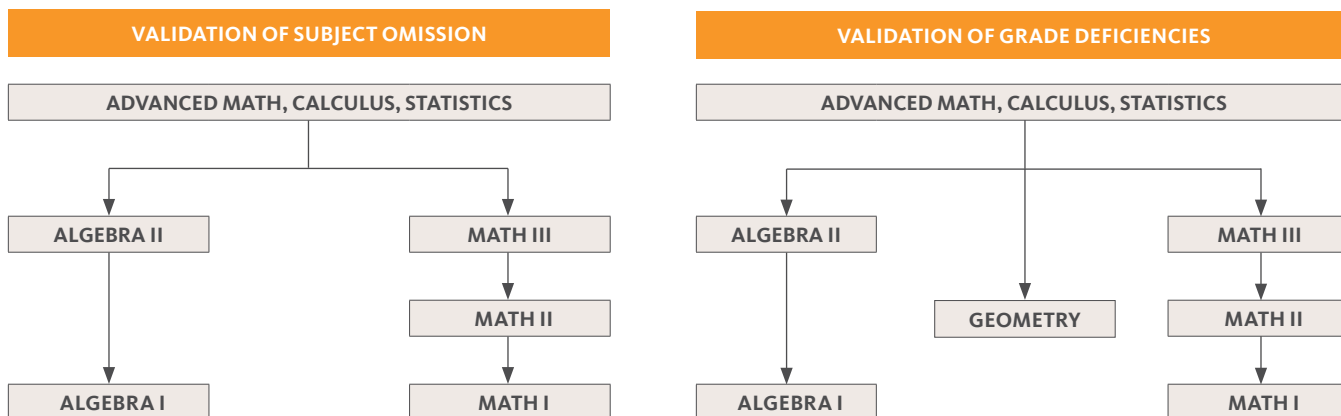 VALIDATION OF SUBJECT OMISSION
ADVANCED MATH, CALCULUS, STATISTICS
ALGEBRA II
MATH III
MATH II
ALGEBRA I
MATH I
VALIDATION OF GRADE DEFICIENCIES
ADVANCED MATH, CALCULUS, STATISTICS
ALGEBRA II
MATH III
GEOMETRY
MATH II
ALGEBRA I
MATH I